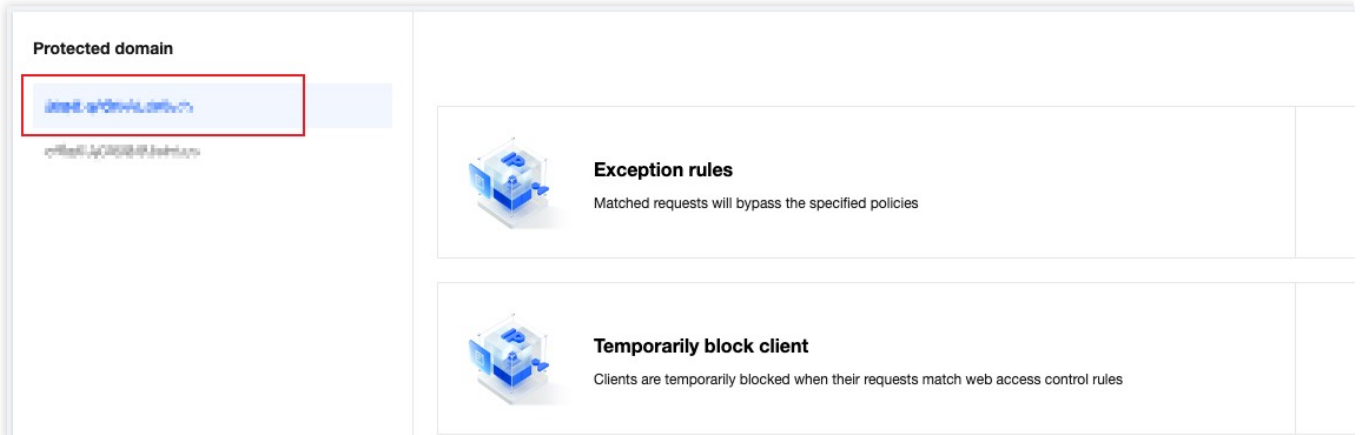 Protected domain
Exception rules
Matched requests will bypass the specified policies
Temporarily block client
Clients are temporarily blocked when their requests match web access control rules